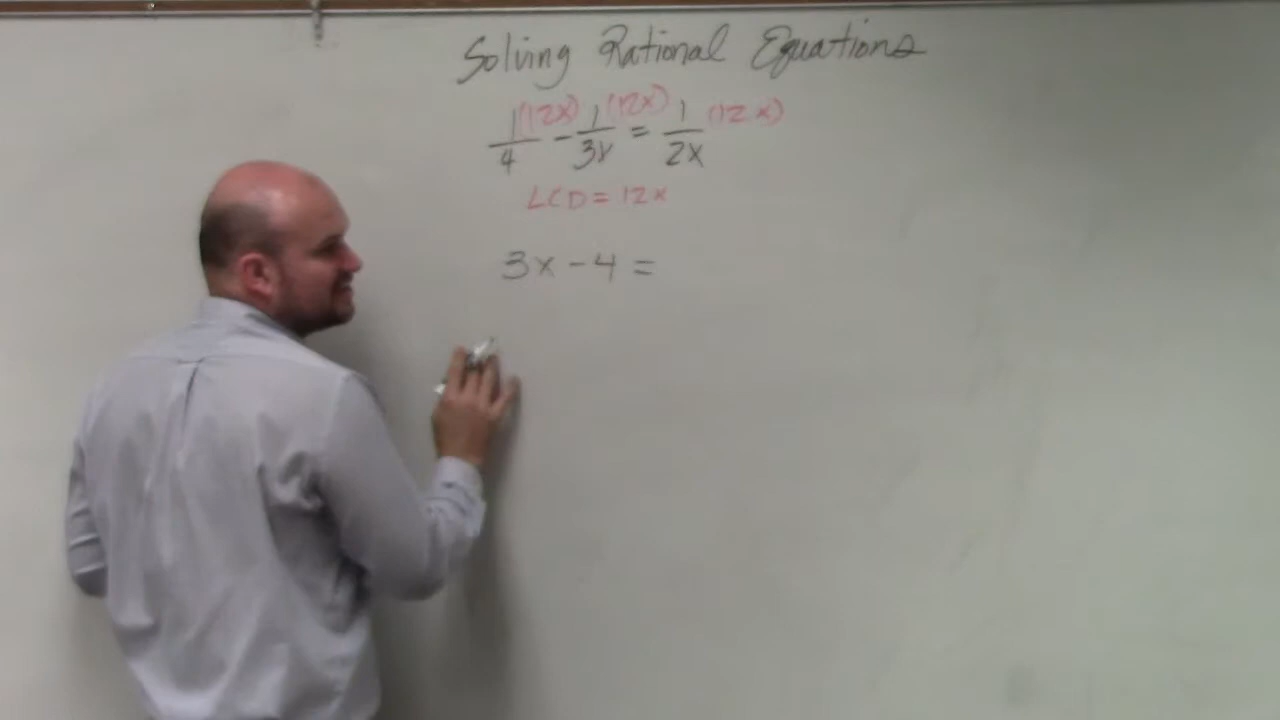 Solving Rational Equations
1/4 (12x) - 1/3x (12x) = 1/2x (12x)
LCD = 12x
3x - 4 =